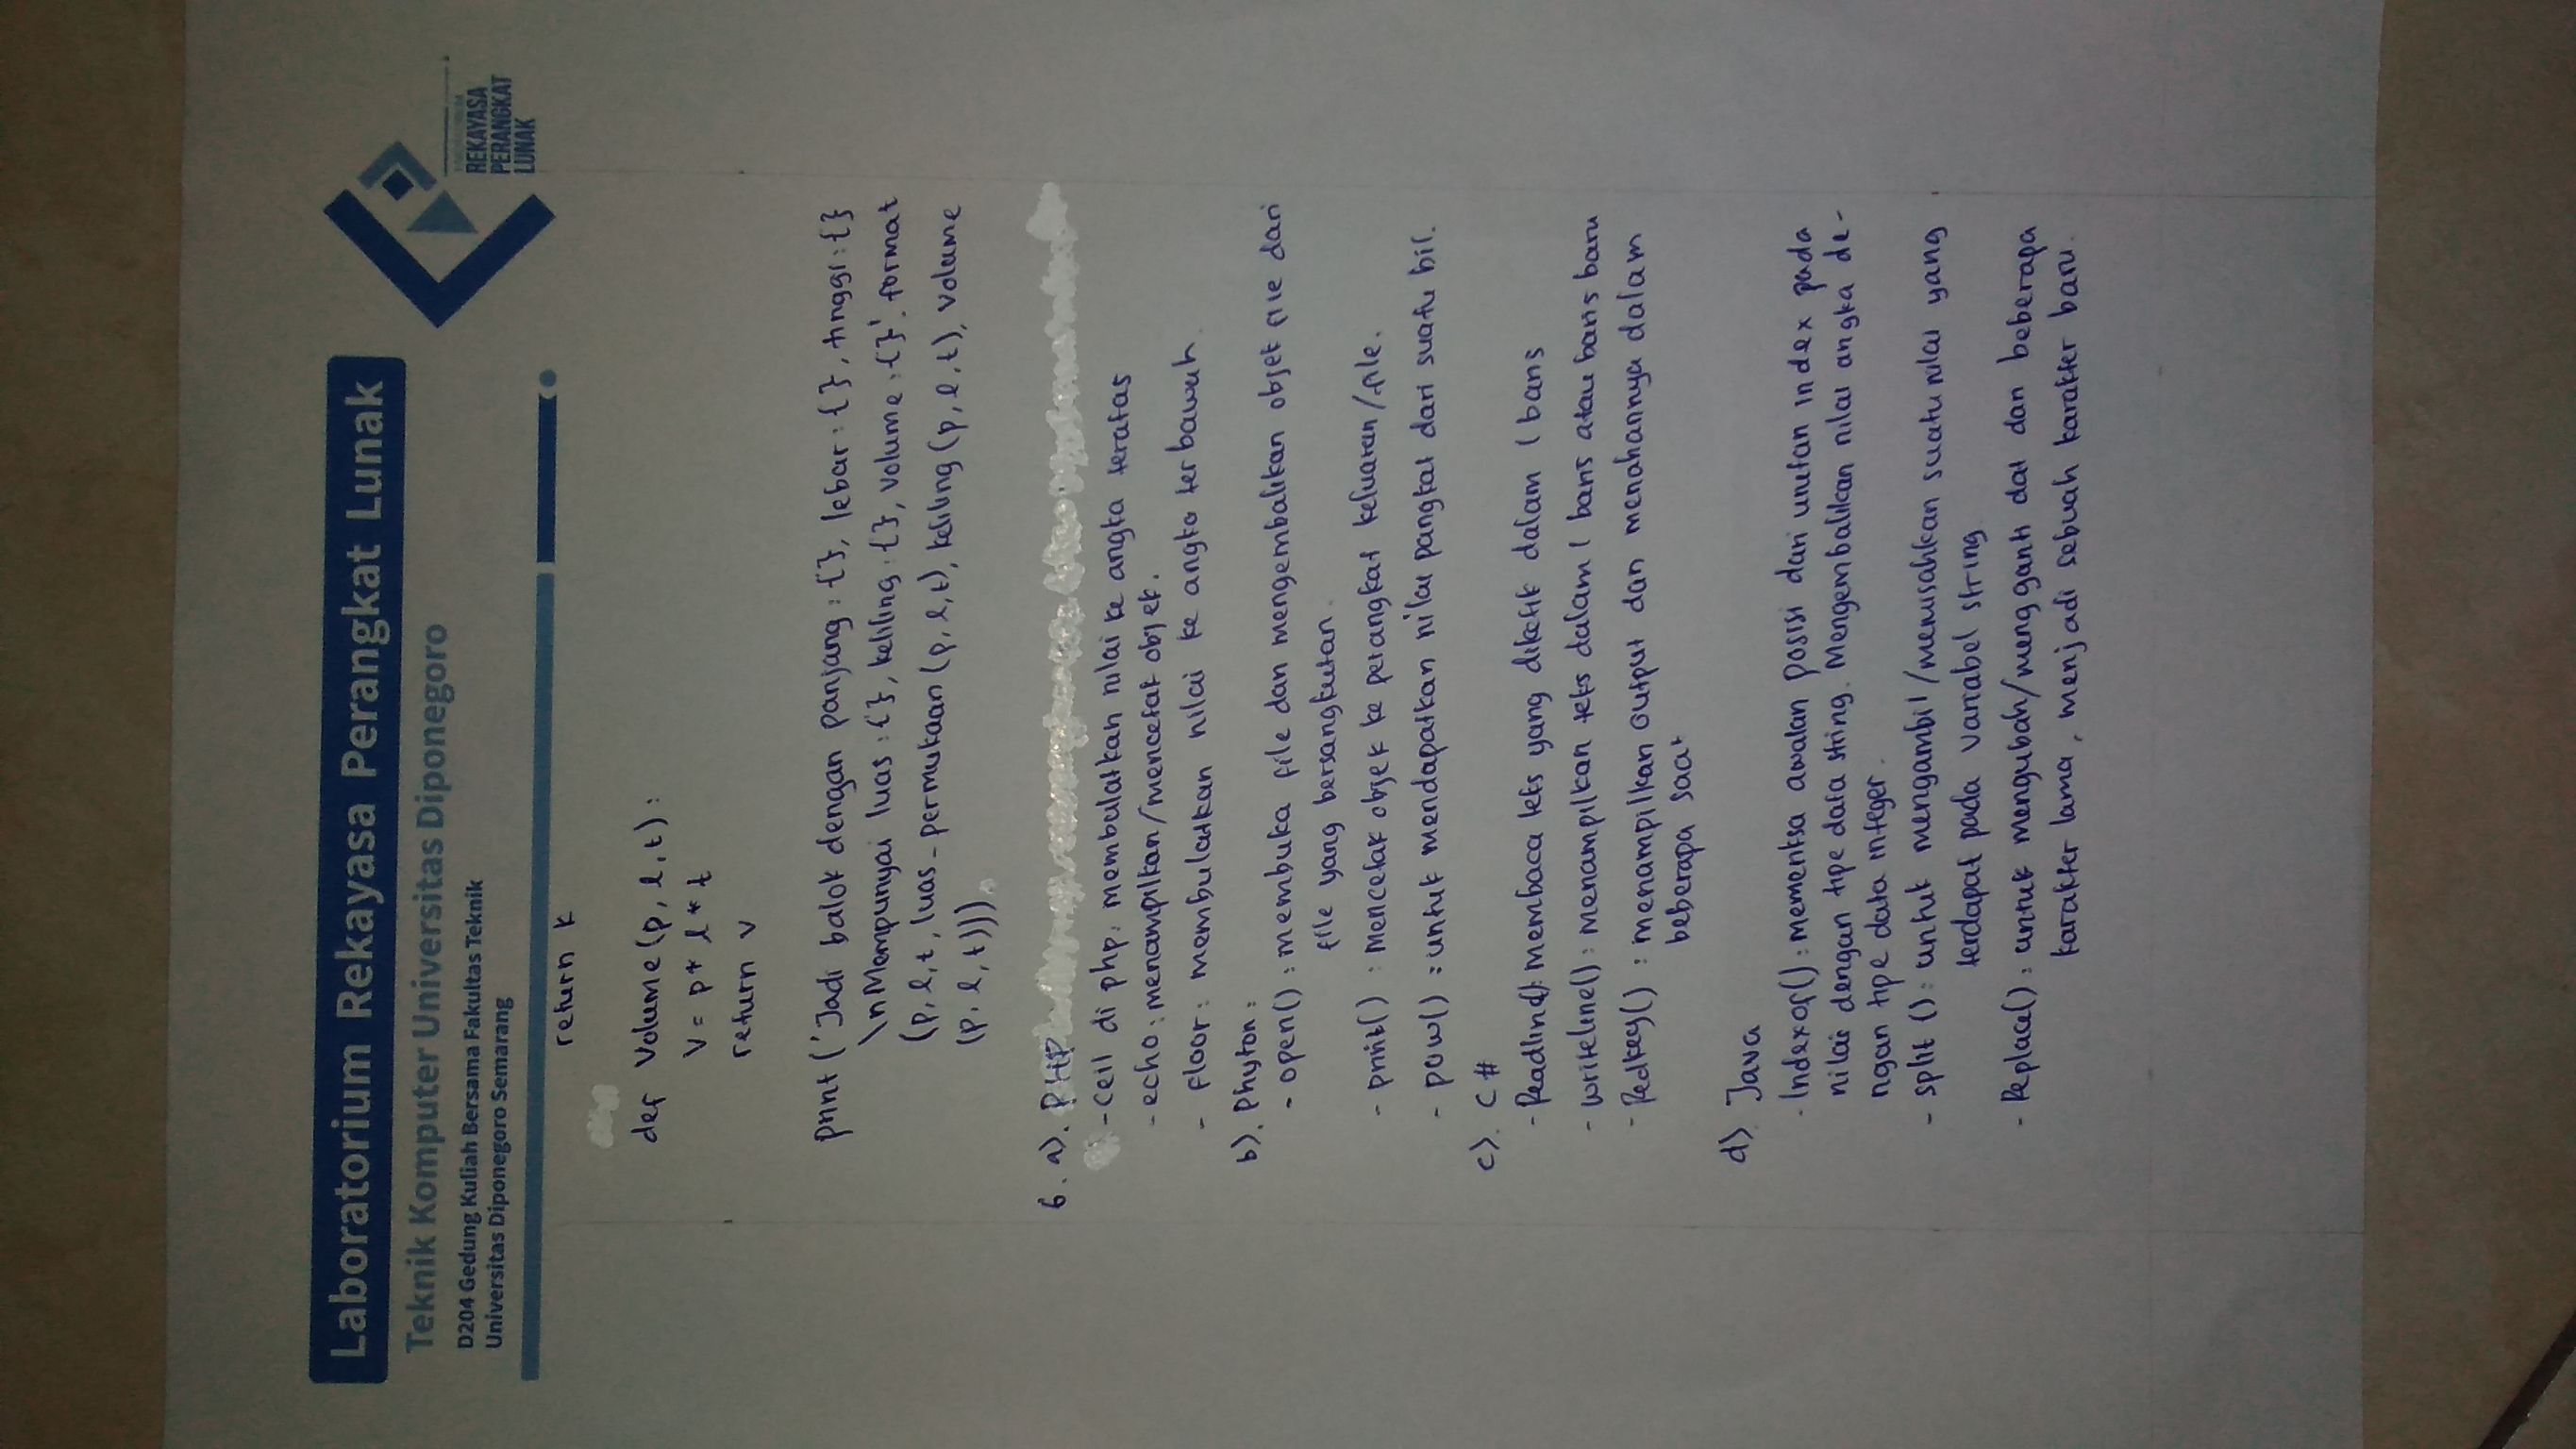 Laboratorium Rekayasa Perangkat Lunak
Teknik Komputer Universitas Diponegoro
D204 Gedung Kuliah Bersama Fakultas Teknik
Universitas Diponegoro Semarang
REKAYASA
PERANGKAT
LUNAK
return k
def volume(p, l, t) :
v = p * l * t
return v
print ('Jadi balok dengan panjang : {}, lebar : {}, tinggi : {}
\nMempunyai luas : {}, keliling : {}, volume : {}' . format
(p, l, t, luas_permukaan (p, l, t), keliling (p, l, t), volume
(p, l, t)))
6. a). PHP
- ceil di php : membulatkan nilai ke angka teratas
- echo : menampilkan/mencetak objek.
- floor : membulatkan nilai ke angka terbawah
b). Phyton :
- open() : membuka file dan mengembalikan objek file dari
file yang bersangkutan.
- print() : mencetak objek ke perangkat keluaran/file.
- pow() : untuk mendapatkan nilai pangkat dari suatu bil.
c). C#
- Readline(): membaca teks yang diketik dalam 1 baris
- writeline() : menampilkan teks dalam 1 baris atau baris baru
- Redkey() : menampilkan output dan menahannya dalam
beberapa saat
d) Java
- Indexof() : memeriksa awalan posisi dari urutan index pada
nilai dengan tipe data string. Mengembalikan nilai angka de-
ngan tipe data integer.
- split () : untuk mengambil/memisahkan suatu nilai yang
terdapat pada variabel string
- Replace() : untuk mengubah/mengganti dai dan beberapa
karakter lama, menjadi sebuah karakter baru.